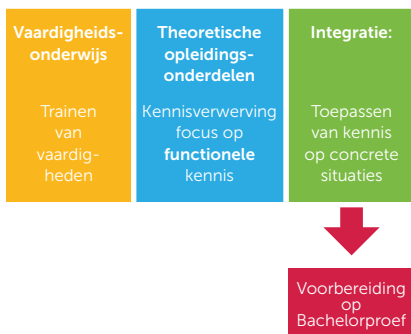 Vaardigheids-
onderwijs
Trainen
van
vaardig-
heden
Theoretische
opleidings-
onderdelen
Kennisverwerving
focus op
functionele
kennis
Integratie:
Toepassen
van kennis
op concrete
situaties
Voorbereiding
op
Bachelorproef